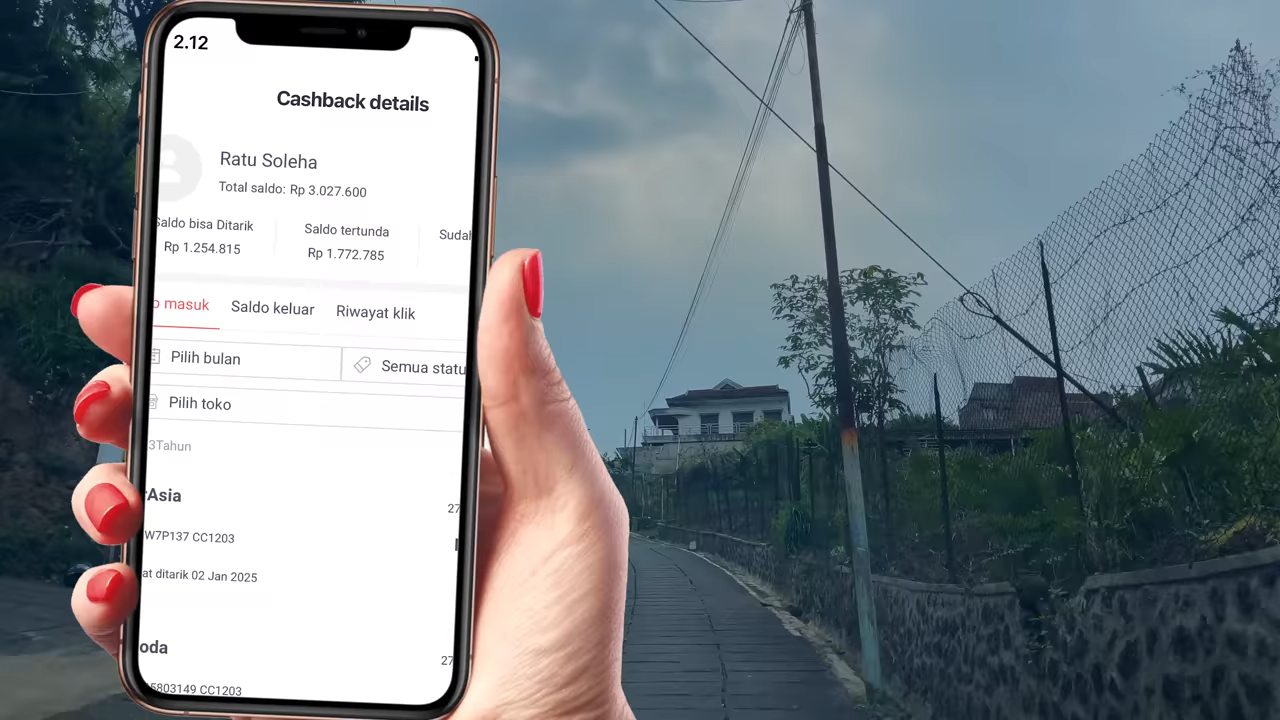 2.12
Cashback details
Ratu Soleha
Total saldo: Rp 3.027.600
Saldo bisa Ditarik
Saldo tertunda
Sudah
Rp 1.254.815
Rp 1.772.785
o masuk
Saldo keluar
Riwayat klik
Pilih bulan
Semua statu
Pilih toko
3Tahun
rAsia
27
W7P137 CC1203
at ditarik 02 Jan 2025
oda
27
5803149 CC1203